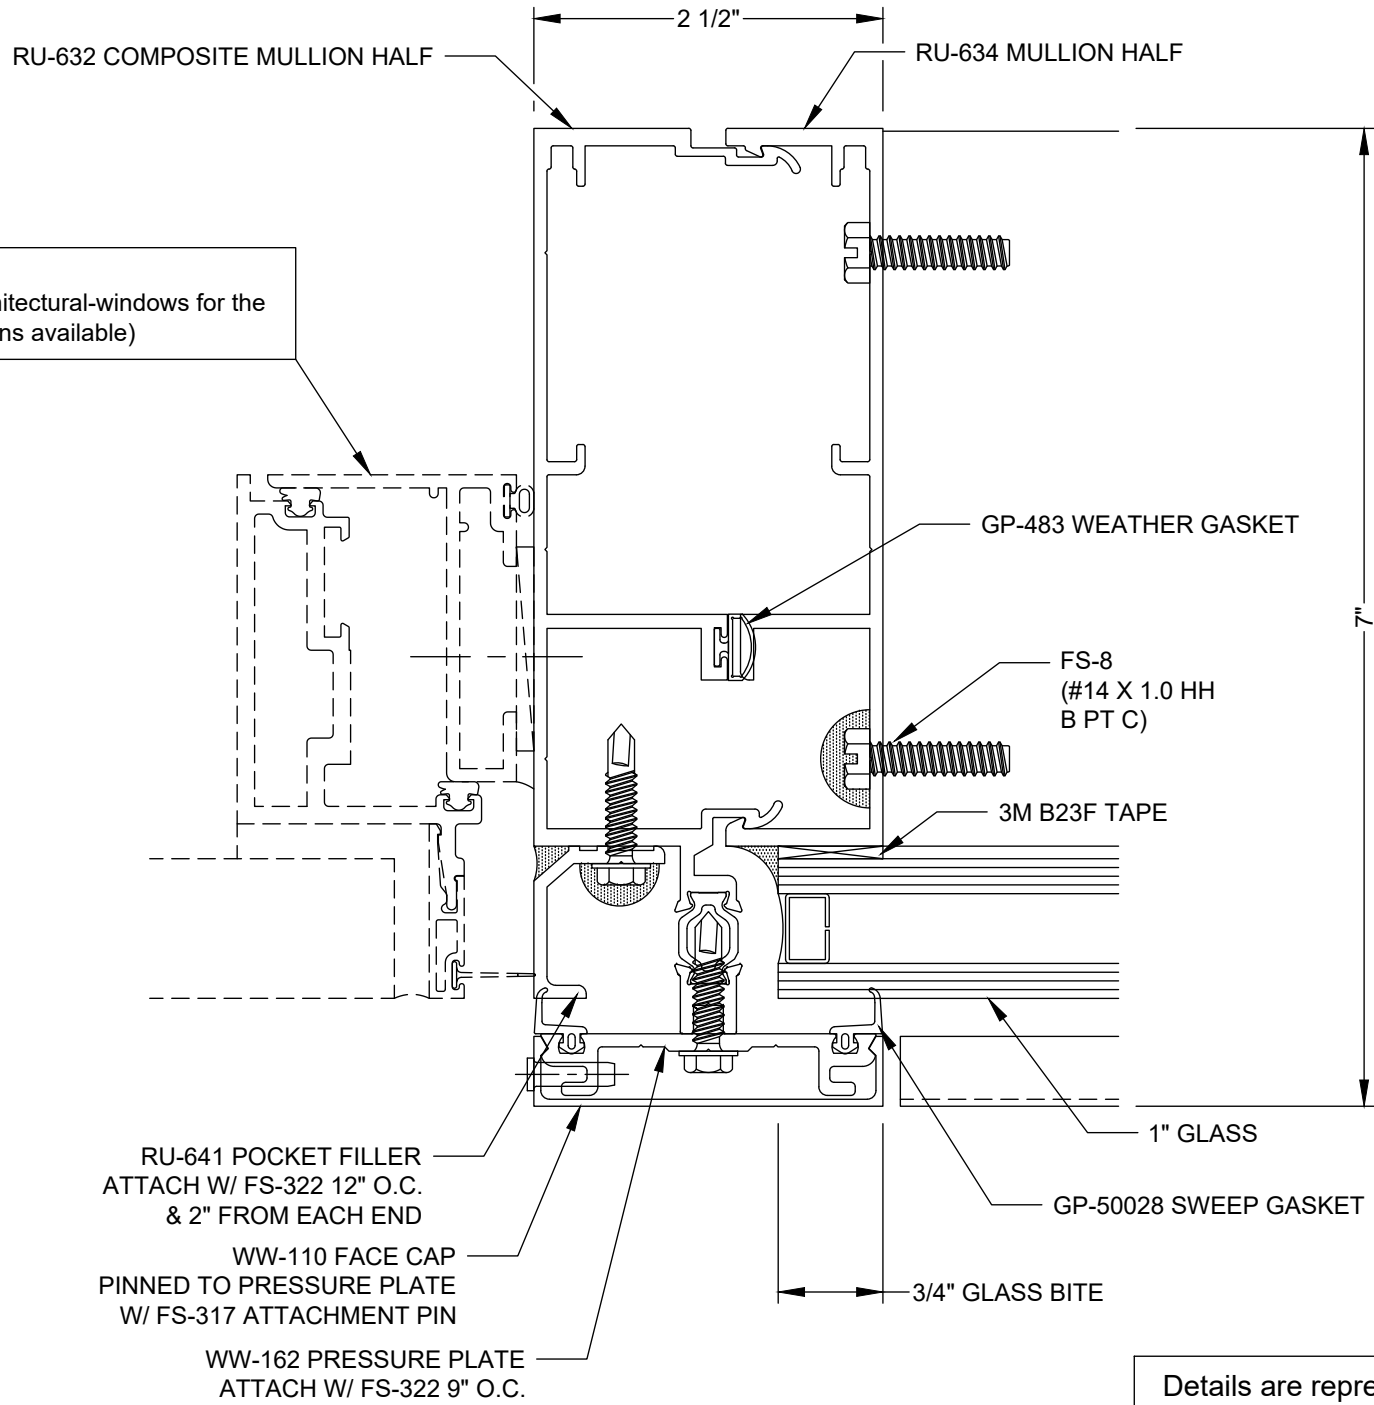 2 1/2"
RU-632 COMPOSITE MULLION HALF
RU-634 MULLION HALF
hitectural-windows for the
ns available)
GP-483 WEATHER GASKET
7"
FS-8
(#14 X 1.0 HH
B PT C)
3M B23F TAPE
1" GLASS
RU-641 POCKET FILLER
ATTACH W/ FS-322 12" O.C.
& 2" FROM EACH END
GP-50028 SWEEP GASKET
WW-110 FACE CAP
PINNED TO PRESSURE PLATE
W/ FS-317 ATTACHMENT PIN
3/4" GLASS BITE
WW-162 PRESSURE PLATE
ATTACH W/ FS-322 9" O.C.
Details are repre